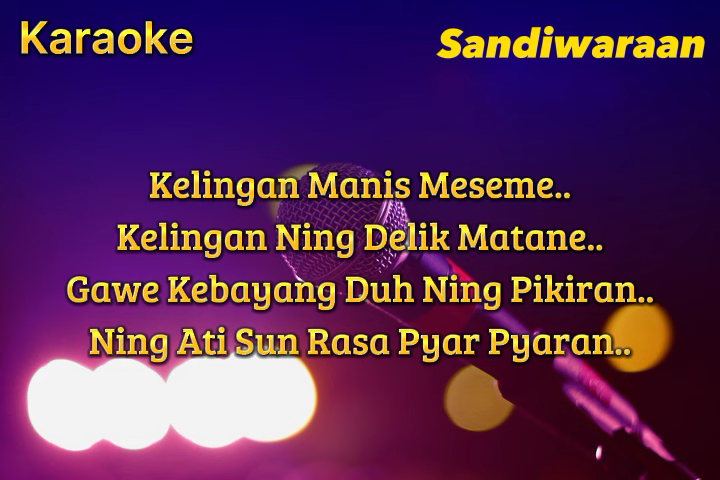 Karaoke
Sandiwaraan
Kelingan Manis Meseme..
Kelingan Ning Delik Matane..
Gawe Kebayang Duh Ning Pikiran..
Ning Ati Sun Rasa Pyar Pyaran..